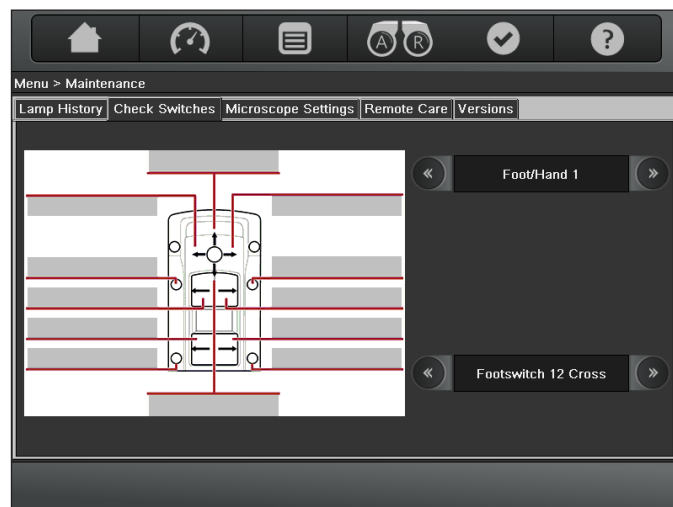 A R ?
Menu > Maintenance
Lamp History Check Switches Microscope Settings Remote Care Versions
« Foot/Hand 1 »
« Footswitch 12 Cross »